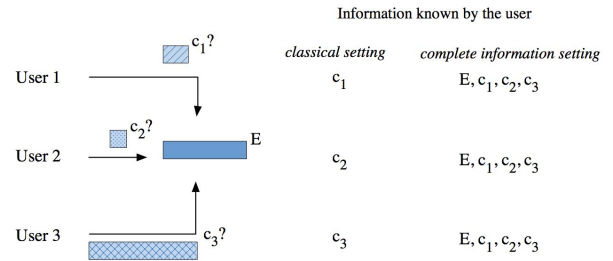 Information known by the user
c1?
classical setting complete information setting
User 1 c1 E, c1, c2, c3
c2?
E
User 2 c2 E, c1, c2, c3
User 3 c3? c3 E, c1, c2, c3